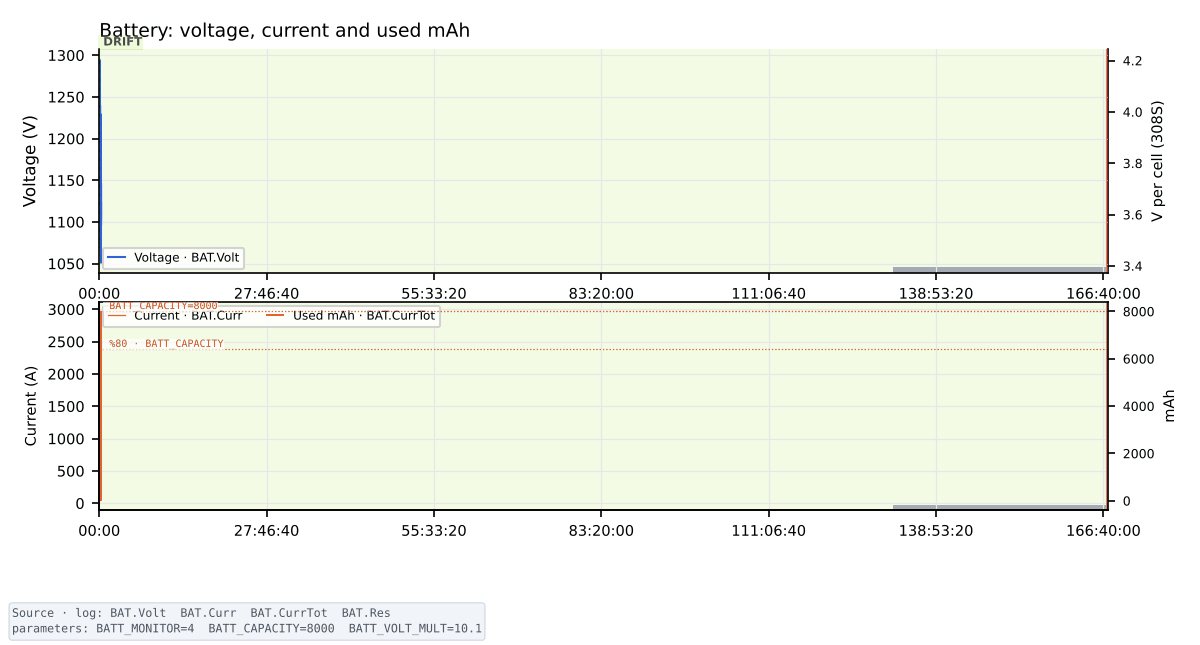 Battery: voltage, current and used mAh
DRIFT
Voltage (V)
1300
1250
1200
1150
1100
1050
4.2
4.0
3.8
3.6
3.4
V per cell (308S)
Voltage · BAT.Volt
00:00 27:46:40 55:33:20 83:20:00 111:06:40 138:53:20 166:40:00
BATT_CAPACITY=8000
Current · BAT.Curr Used mAh · BAT.CurrTot
%80 · BATT_CAPACITY
Current (A)
3000
2500
2000
1500
1000
500
0
8000
6000
4000
2000
0
mAh
00:00 27:46:40 55:33:20 83:20:00 111:06:40 138:53:20 166:40:00
Source · log: BAT.Volt BAT.Curr BAT.CurrTot BAT.Res
parameters: BATT_MONITOR=4 BATT_CAPACITY=8000 BATT_VOLT_MULT=10.1